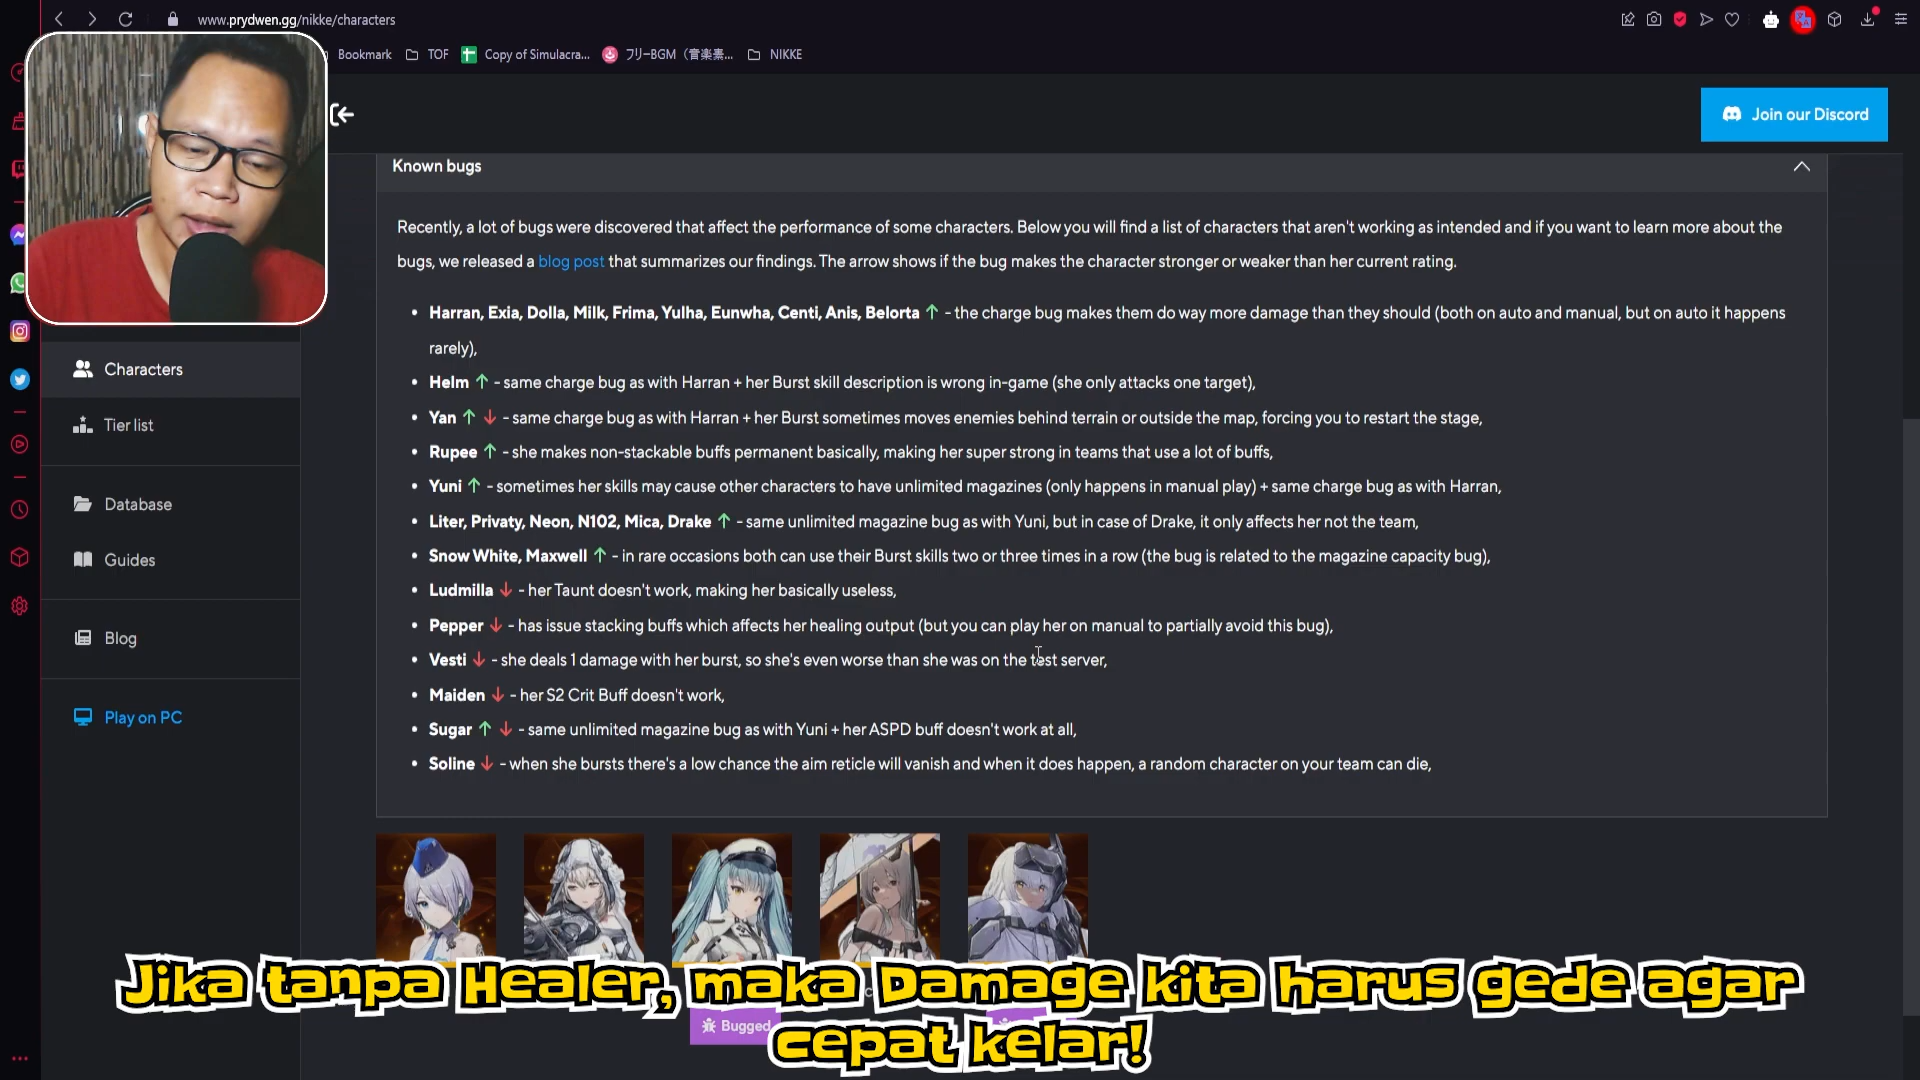 www.prydwen.gg/nikke/characters
Bookmark
TOF
Copy of Simulacra...
フリーBGM（音楽素...
NIKKE
Join our Discord
Known bugs
Recently, a lot of bugs were discovered that affect the performance of some characters. Below you will find a list of characters that aren't working as intended and if you want to learn more about the
bugs, we released a blog post that summarizes our findings. The arrow shows if the bug makes the character stronger or weaker than her current rating.
• Harran, Exia, Dolla, Milk, Frima, Yulha, Eunwha, Centi, Anis, Belorta ↑ - the charge bug makes them do way more damage than they should (both on auto and manual, but on auto it happens
rarely),
• Helm ↑ - same charge bug as with Harran + her Burst skill description is wrong in-game (she only attacks one target),
• Yan ↑ ↓ - same charge bug as with Harran + her Burst sometimes moves enemies behind terrain or outside the map, forcing you to restart the stage,
• Rupee ↑ - she makes non-stackable buffs permanent basically, making her super strong in teams that use a lot of buffs,
• Yuni ↑ - sometimes her skills may cause other characters to have unlimited magazines (only happens in manual play) + same charge bug as with Harran,
• Liter, Privaty, Neon, N102, Mica, Drake ↑ - same unlimited magazine bug as with Yuni, but in case of Drake, it only affects her not the team,
• Snow White, Maxwell ↑ - in rare occasions both can use their Burst skills two or three times in a row (the bug is related to the magazine capacity bug),
• Ludmilla ↓ - her Taunt doesn't work, making her basically useless,
• Pepper ↓ - has issue stacking buffs which affects her healing output (but you can play her on manual to partially avoid this bug),
• Vesti ↓ - she deals 1 damage with her burst, so she's even worse than she was on the test server,
• Maiden ↓ - her S2 Crit Buff doesn't work,
• Sugar ↑ ↓ - same unlimited magazine bug as with Yuni + her ASPD buff doesn't work at all,
• Soline ↓ - when she bursts there's a low chance the aim reticle will vanish and when it does happen, a random character on your team can die,
Characters
Tier list
Database
Guides
Blog
Play on PC
Bugged
Jika tanpa Healer, maka Damage kita harus gede agar
cepat kelar!